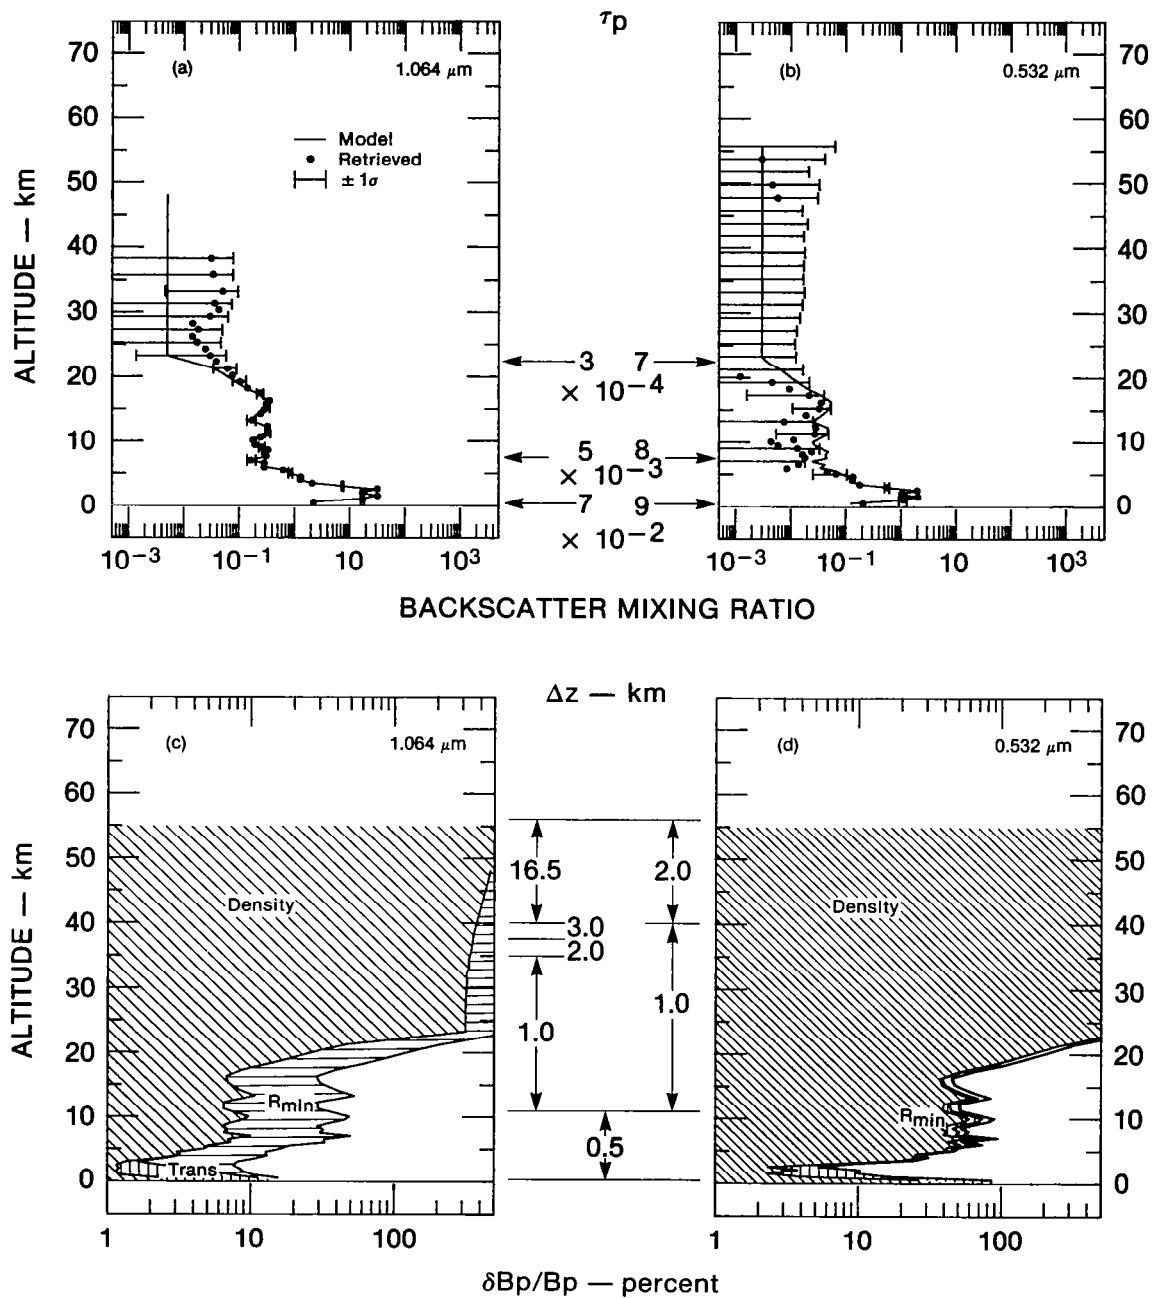 τp
(a) 1.064 μm
(b) 0.532 μm
70
60
50
40
30
20
10
0
ALTITUDE — km
Model
Retrieved
± 1σ
70
60
50
40
30
20
10
0
3 7
× 10−4
5 8
× 10−3
7 9
× 10−2
10−3 10−1 10 103
10−3 10−1 10 103
BACKSCATTER MIXING RATIO
Δz — km
(c) 1.064 μm
(d) 0.532 μm
70
60
50
40
30
20
10
0
ALTITUDE — km
Density
Rmin
Trans
16.5 2.0
3.0
2.0
1.0 1.0
0.5
Density
Rmin
70
60
50
40
30
20
10
0
1 10 100
1 10 100
δBp/Bp — percent